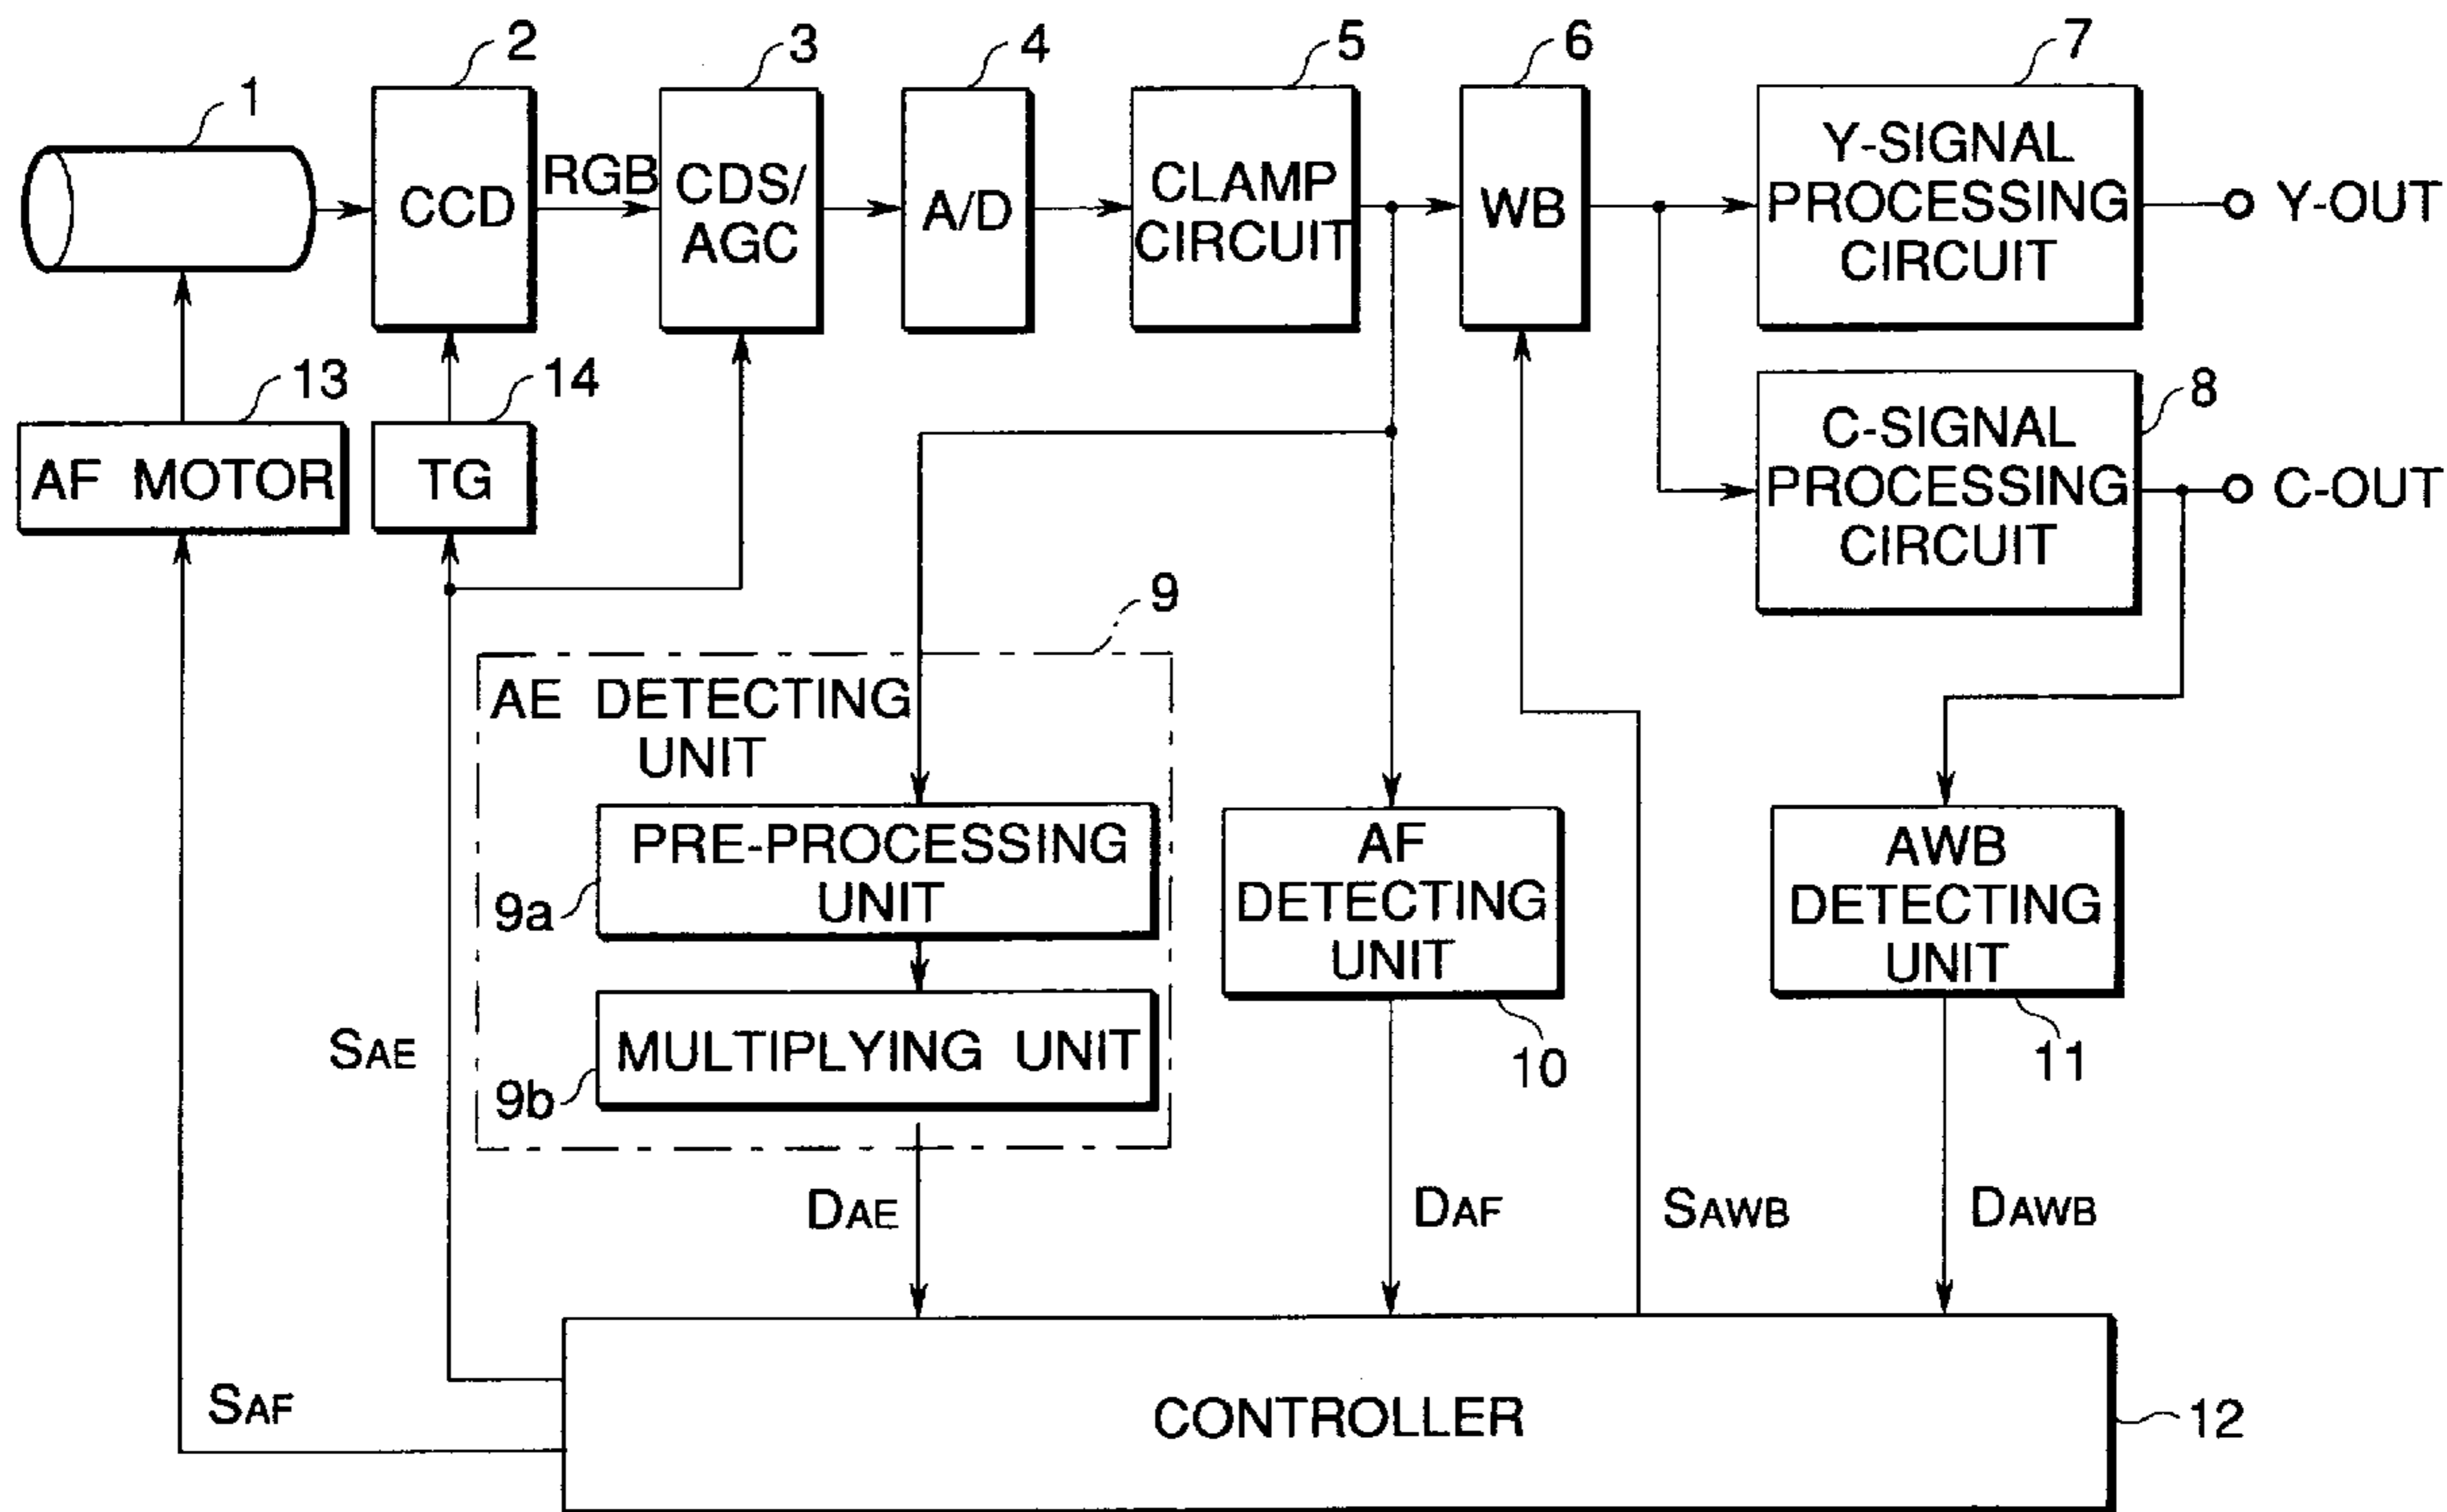 1
2
3
4
5
6
7
CCD
RGB
CDS/
AGC
A/D
CLAMP
CIRCUIT
WB
Y-SIGNAL
PROCESSING
CIRCUIT
Y-OUT
13
AF MOTOR
14
TG
8
C-SIGNAL
PROCESSING
CIRCUIT
C-OUT
9
AE DETECTING
UNIT
PRE-PROCESSING
UNIT
9a
MULTIPLYING UNIT
9b
AF
DETECTING
UNIT
10
AWB
DETECTING
UNIT
11
SAE
DAE
DAF
SAWB
DAWB
SAF
CONTROLLER
12